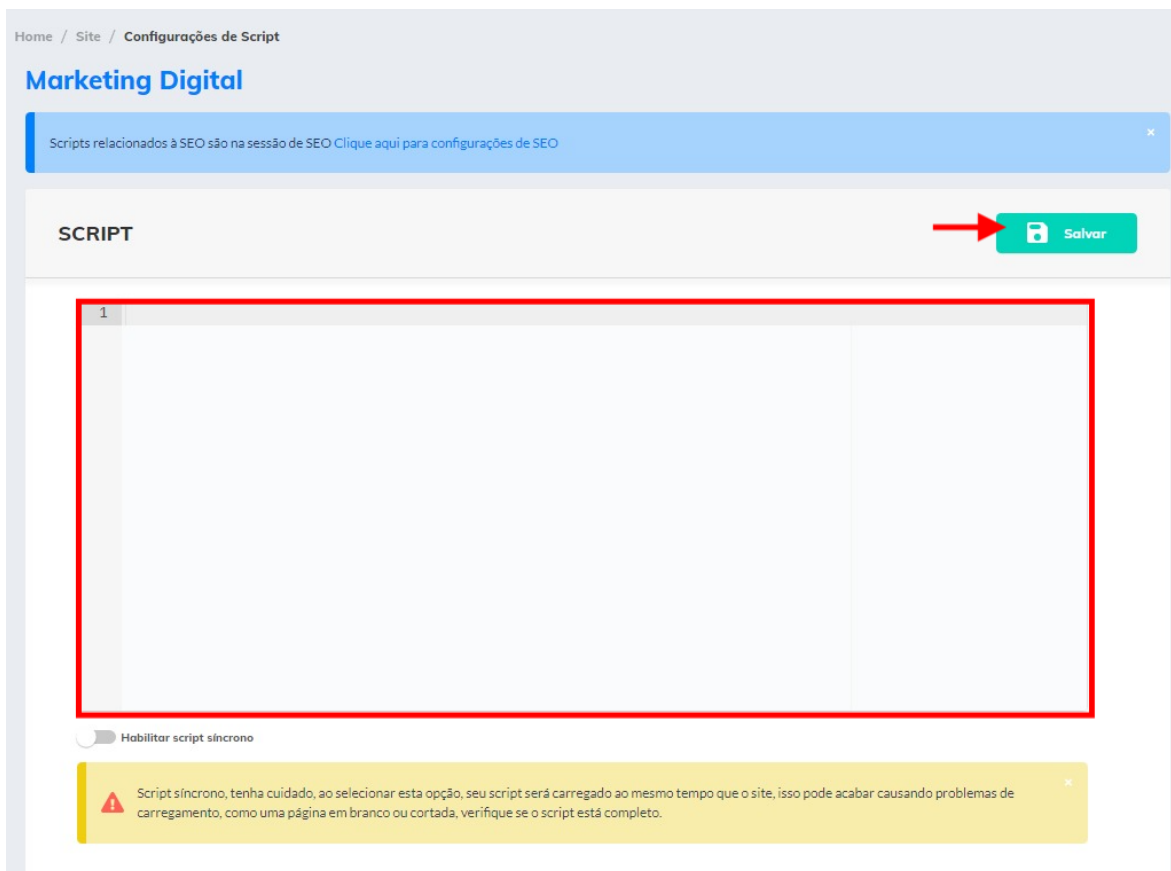 Home / Site / Configurações de Script
Marketing Digital
Scripts relacionados à SEO são na sessão de SEO Clique aqui para configurações de SEO
×
SCRIPT
Salvar
1
Habilitar script síncrono
×
Script síncrono, tenha cuidado, ao selecionar esta opção, seu script será carregado ao mesmo tempo que o site, isso pode acabar causando problemas de
carregamento, como uma página em branco ou cortada, verifique se o script está completo.